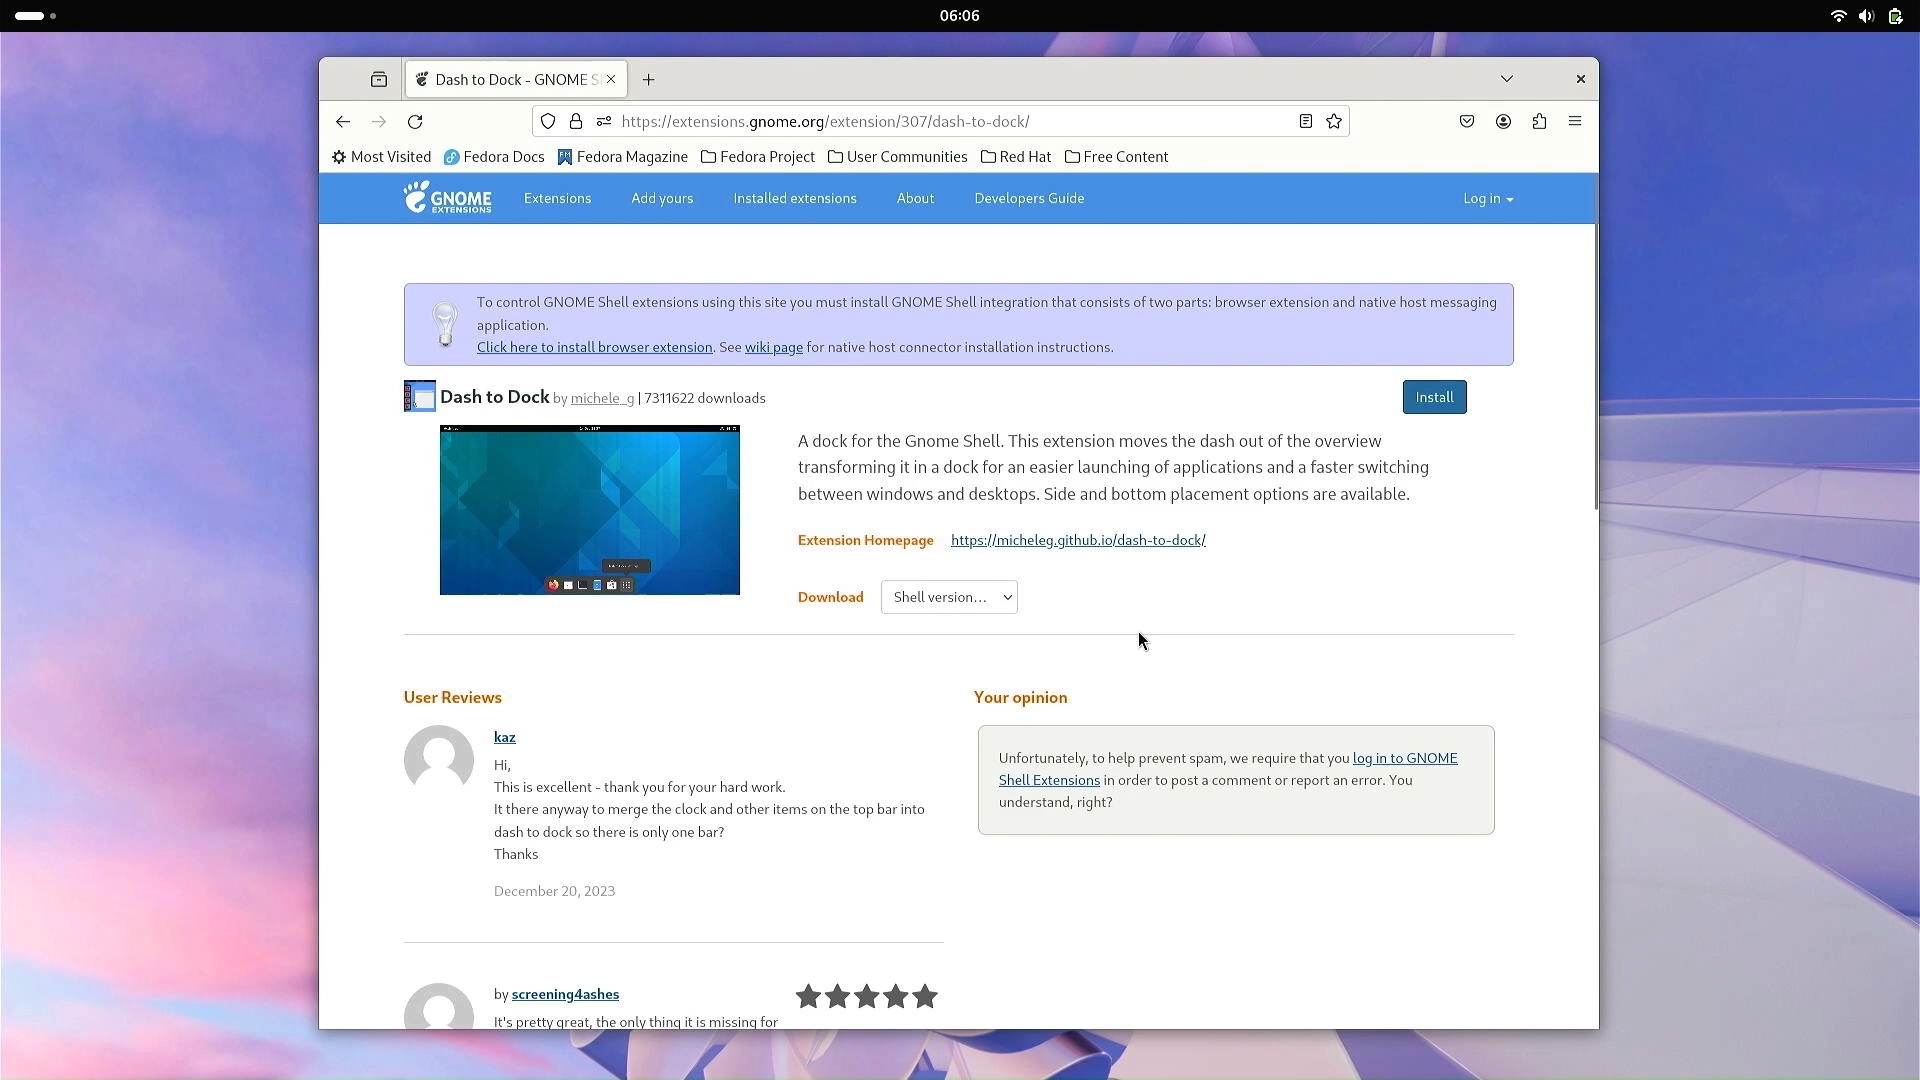 06:06
Dash to Dock - GNOME S
https://extensions.gnome.org/extension/307/dash-to-dock/
Most Visited Fedora Docs Fedora Magazine Fedora Project User Communities Red Hat Free Content
GNOME EXTENSIONS Extensions Add yours Installed extensions About Developers Guide Log in
To control GNOME Shell extensions using this site you must install GNOME Shell integration that consists of two parts: browser extension and native host messaging
application.
Click here to install browser extension. See wiki page for native host connector installation instructions.
Dash to Dock by michele_g | 7311622 downloads
Install
A dock for the Gnome Shell. This extension moves the dash out of the overview
transforming it in a dock for an easier launching of applications and a faster switching
between windows and desktops. Side and bottom placement options are available.
Extension Homepage https://micheleg.github.io/dash-to-dock/
Download Shell version...
User Reviews
kaz
Hi,
This is excellent - thank you for your hard work.
It there anyway to merge the clock and other items on the top bar into
dash to dock so there is only one bar?
Thanks
December 20, 2023
by screening4ashes
It's pretty great, the only thing it is missing for
Your opinion
Unfortunately, to help prevent spam, we require that you log in to GNOME
Shell Extensions in order to post a comment or report an error. You
understand, right?